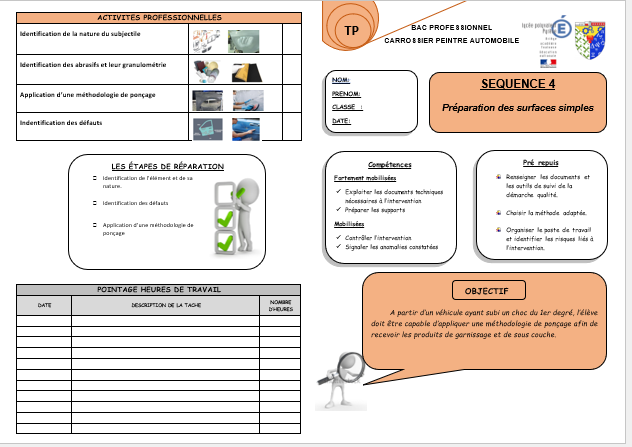 ACTIVITÉS PROFESSIONNELLES
Identification de la nature du subjectile
Identification des abrasifs et leur granulométrie
Application d'une méthodologie de ponçage
Indentification des défauts
LES ÉTAPES DE RÉPARATION
Identification de l'élément et de sa
nature.
Identification des défauts
Application d'une méthodologie de
ponçage
POINTAGE HEURES DE TRAVAIL
DATE
DESCRIPTION DE LA TACHE
NOMBRE
D'HEURES
TP
BAC PROFESSIONNEL
CARROSSIER PEINTRE AUTOMOBILE
NOM:
PRENOM:
CLASSE :
DATE:
SEQUENCE 4
Préparation des surfaces simples
Compétences
Fortement mobilisées
Exploiter les documents techniques
nécessaires à l'intervention
Préparer les supports
Mobilisées
Contrôler l'intervention
Signaler les anomalies constatées
Pré requis
Renseigner les documents et
les outils de suivi de la
démarche qualité.
Choisir la méthode adaptée.
Organiser le poste de travail
et identifier les risques liés à
l'intervention.
OBJECTIF
A partir d'un véhicule ayant subi un choc du 1er degré, l'élève
doit être capable d'appliquer une méthodologie de ponçage afin de
recevoir les produits de garnissage et de sous couche.